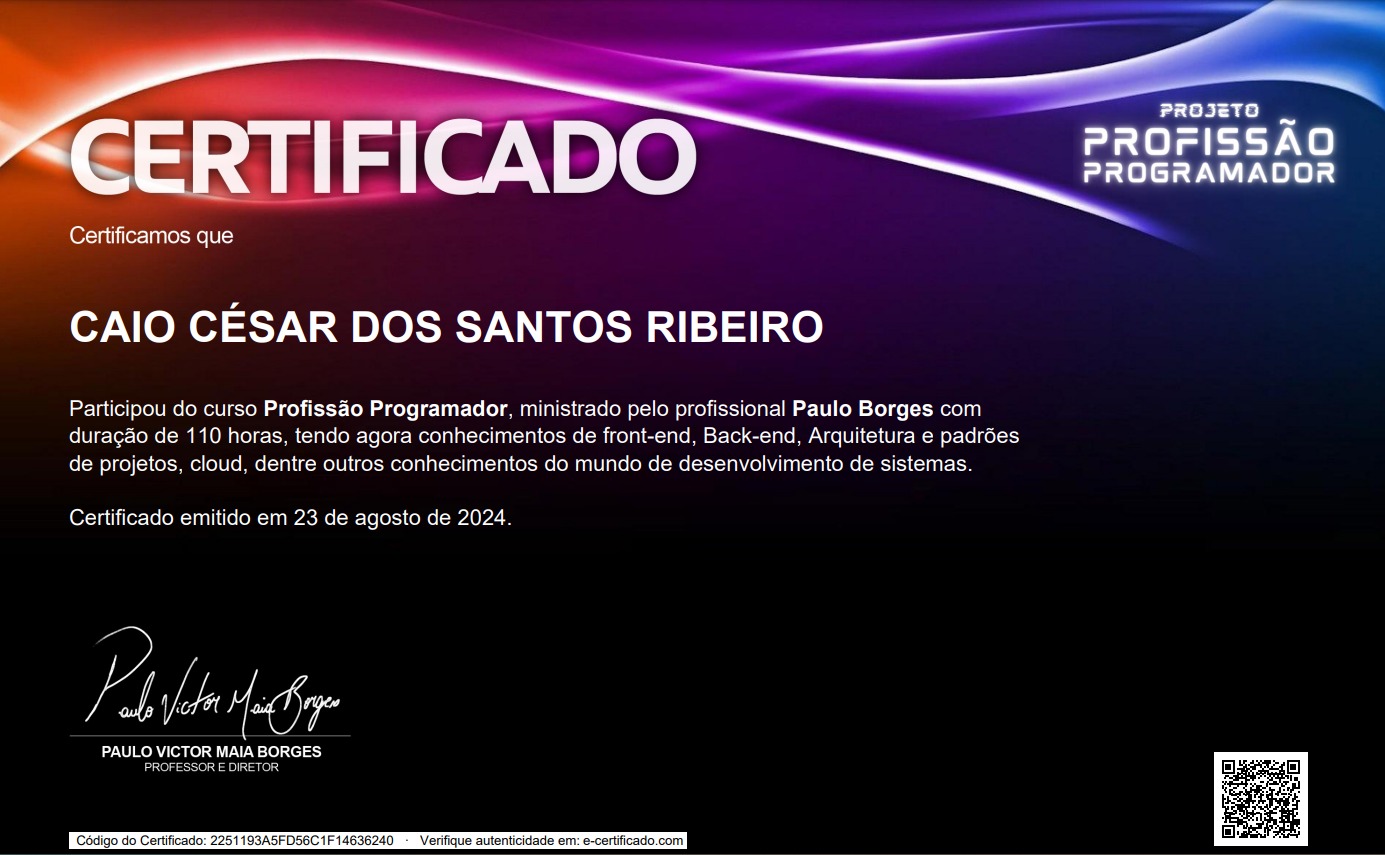 PROJETO
PROFISSÃO
PROGRAMADOR
CERTIFICADO
Certificamos que
CAIO CÉSAR DOS SANTOS RIBEIRO
Participou do curso Profissão Programador, ministrado pelo profissional Paulo Borges com
duração de 110 horas, tendo agora conhecimentos de front-end, Back-end, Arquitetura e padrões
de projetos, cloud, dentre outros conhecimentos do mundo de desenvolvimento de sistemas.
Certificado emitido em 23 de agosto de 2024.
Paulo Victor Maia Borges
PAULO VICTOR MAIA BORGES
PROFESSOR E DIRETOR
Código do Certificado: 2251193A5FD56C1F14636240 · Verifique autenticidade em: e-certificado.com